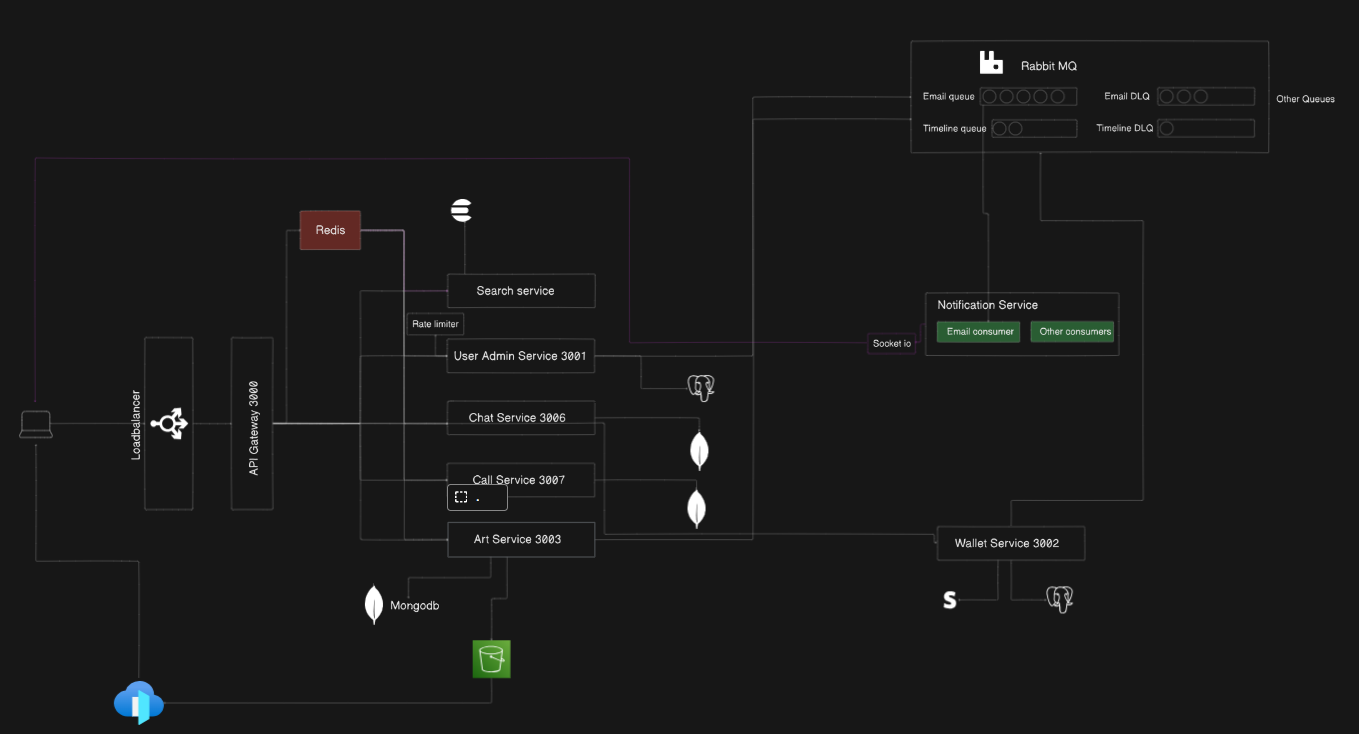 Rabbit MQ
Email queue
Email DLQ
Other Queues
Timeline queue
Timeline DLQ
Redis
Search service
Rate limiter
User Admin Service 3001
Notification Service
Email consumer
Other consumers
Socket io
Loadbalancer
API Gateway 3000
Chat Service 3006
Call Service 3007
.
Art Service 3003
Wallet Service 3002
S
Mongodb